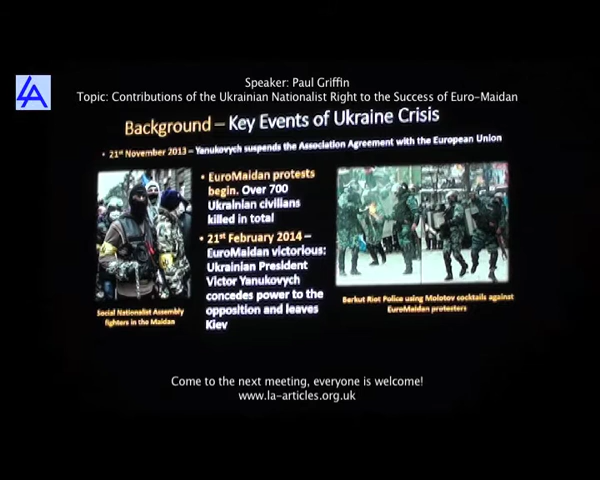 LA
Speaker: Paul Griffin
Topic: Contributions of the Ukrainian Nationalist Right to the Success of Euro-Maidan
Background – Key Events of Ukraine Crisis
• 21st November 2013 – Yanukovych suspends the Association Agreement with the European Union
• EuroMaidan protests
begin. Over 700
Ukrainian civilians
killed in total
• 21st February 2014 –
EuroMaidan victorious:
Ukrainian President
Victor Yanukovych
concedes power to the
opposition and leaves
Kiev
Social Nationalist Assembly
fighters in the Maidan
Berkut Riot Police using Molotov cocktails against
EuroMaidan protesters
Come to the next meeting, everyone is welcome!
www.la-articles.org.uk